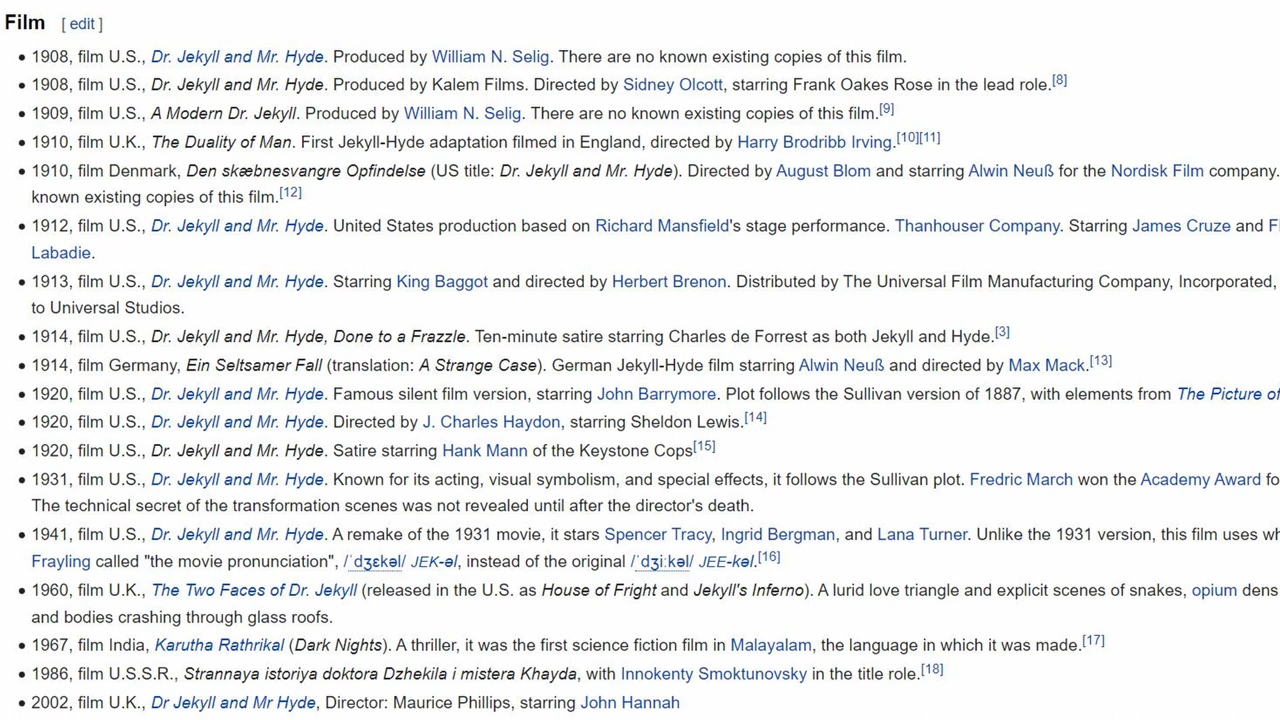 Film [ edit ]
• 1908, film U.S., Dr. Jekyll and Mr. Hyde. Produced by William N. Selig. There are no known existing copies of this film.
• 1908, film U.S., Dr. Jekyll and Mr. Hyde. Produced by Kalem Films. Directed by Sidney Olcott, starring Frank Oakes Rose in the lead role.[8]
• 1909, film U.S., A Modern Dr. Jekyll. Produced by William N. Selig. There are no known existing copies of this film.[9]
• 1910, film U.K., The Duality of Man. First Jekyll-Hyde adaptation filmed in England, directed by Harry Brodribb Irving.[10][11]
• 1910, film Denmark, Den skæbnesvangre Opfindelse (US title: Dr. Jekyll and Mr. Hyde). Directed by August Blom and starring Alwin Neuß for the Nordisk Film company.
known existing copies of this film.[12]
• 1912, film U.S., Dr. Jekyll and Mr. Hyde. United States production based on Richard Mansfield's stage performance. Thanhouser Company. Starring James Cruze and
Labadie.
• 1913, film U.S., Dr. Jekyll and Mr. Hyde. Starring King Baggot and directed by Herbert Brenon. Distributed by The Universal Film Manufacturing Company, Incorporated,
to Universal Studios.
• 1914, film U.S., Dr. Jekyll and Mr. Hyde, Done to a Frazzle. Ten-minute satire starring Charles de Forrest as both Jekyll and Hyde.[3]
• 1914, film Germany, Ein Seltsamer Fall (translation: A Strange Case). German Jekyll-Hyde film starring Alwin Neuß and directed by Max Mack.[13]
• 1920, film U.S., Dr. Jekyll and Mr. Hyde. Famous silent film version, starring John Barrymore. Plot follows the Sullivan version of 1887, with elements from The Picture of
• 1920, film U.S., Dr. Jekyll and Mr. Hyde. Directed by J. Charles Haydon, starring Sheldon Lewis.[14]
• 1920, film U.S., Dr. Jekyll and Mr. Hyde. Satire starring Hank Mann of the Keystone Cops[15]
• 1931, film U.S., Dr. Jekyll and Mr. Hyde. Known for its acting, visual symbolism, and special effects, it follows the Sullivan plot. Fredric March won the Academy Award fo
The technical secret of the transformation scenes was not revealed until after the director's death.
• 1941, film U.S., Dr. Jekyll and Mr. Hyde. A remake of the 1931 movie, it stars Spencer Tracy, Ingrid Bergman, and Lana Turner. Unlike the 1931 version, this film uses wh
Frayling called "the movie pronunciation", /ˈdʒɛkəl/ JEK-əl, instead of the original /ˈdʒiːkəl/ JEE-kəl.[16]
• 1960, film U.K., The Two Faces of Dr. Jekyll (released in the U.S. as House of Fright and Jekyll's Inferno). A lurid love triangle and explicit scenes of snakes, opium dens
and bodies crashing through glass roofs.
• 1967, film India, Karutha Rathrikal (Dark Nights). A thriller, it was the first science fiction film in Malayalam, the language in which it was made.[17]
• 1986, film U.S.S.R., Strannaya istoriya doktora Dzhekila i mistera Khayda, with Innokenty Smoktunovsky in the title role.[18]
• 2002, film U.K., Dr Jekyll and Mr Hyde, Director: Maurice Phillips, starring John Hannah